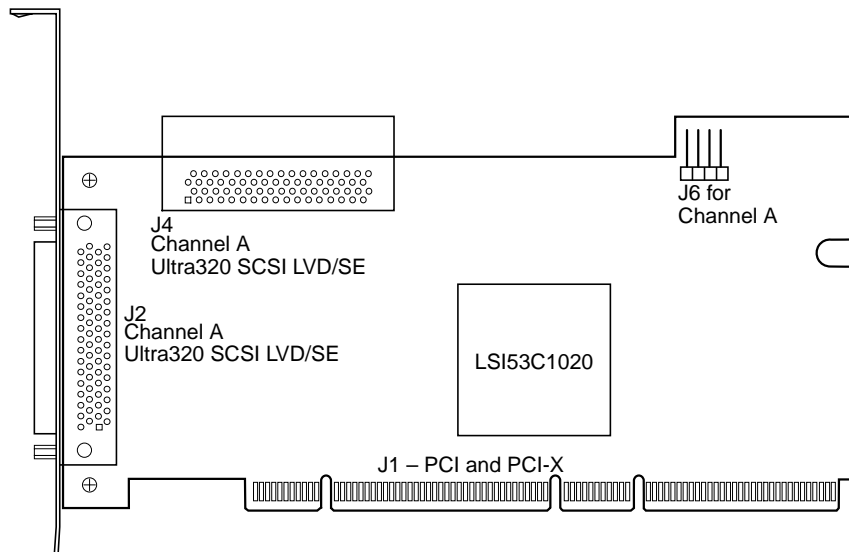 J6 for
Channel A
J4
Channel A
Ultra320 SCSI LVD/SE
J2
Channel A
Ultra320 SCSI LVD/SE
LSI53C1020
J1 – PCI and PCI-X